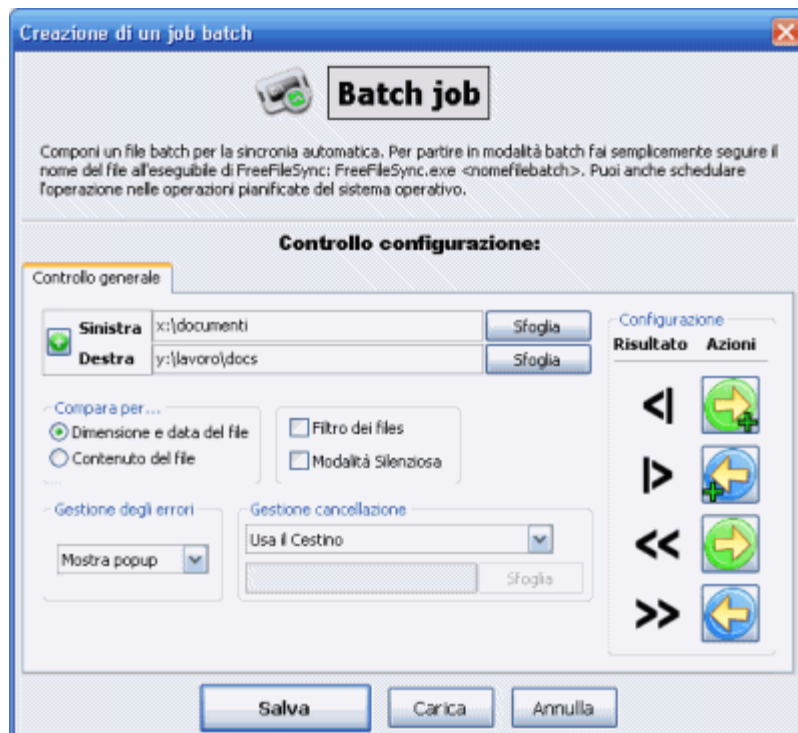 Creazione di un job batch
Batch job
Componi un file batch per la sincronia automatica. Per partire in modalità batch fai semplicemente seguire il
nome del file all'eseguibile di FreeFileSync: FreeFileSync.exe <nomefilebatch>. Puoi anche schedulare
l'operazione nelle operazioni pianificate del sistema operativo.
Controllo configurazione:
Controllo generale
Sinistra x:\documenti Sfoglia
Destra y:\lavoro\docs Sfoglia
Compara per...
Dimensione e data del file
Contenuto del file
Filtro dei files
Modalità Silenziosa
Gestione degli errori
Mostra popup
Gestione cancellazione
Usa il Cestino
Sfoglia
Configurazione
Risultato Azioni
<|
|>
<<
>>
Salva Carica Annulla